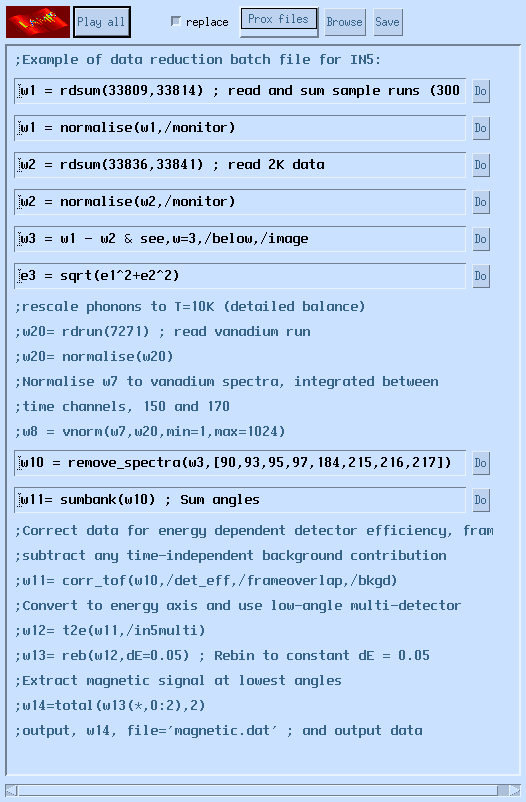 Play all
replace
Prox files
Browse
Save
;Example of data reduction batch file for IN5:
w1 = rdsum(33809,33814) ; read and sum sample runs (300
Do
w1 = normalise(w1,/monitor)
Do
w2 = rdsum(33836,33841) ; read 2K data
Do
w2 = normalise(w2,/monitor)
Do
w3 = w1 - w2 & see,w=3,/below,/image
Do
e3 = sqrt(e1^2+e2^2)
Do
;rescale phonons to T=10K (detailed balance)
;w20= rdrun(7271) ; read vanadium run
;w20= normalise(w20)
;Normalise w7 to vanadium spectra, integrated between
;time channels, 150 and 170
;w8 = vnorm(w7,w20,min=1,max=1024)
w10 = remove_spectra(w3,[90,93,95,97,184,215,216,217])
Do
w11= sumbank(w10) ; Sum angles
Do
;Correct data for energy dependent detector efficiency, fram
;subtract any time-independent background contribution
;w11= corr_tof(w10,/det_eff,/frameoverlap,/bkgd)
;Convert to energy axis and use low-angle multi-detector
;w12= t2e(w11,/in5multi)
;w13= reb(w12,dE=0.05) ; Rebin to constant dE = 0.05
;Extract magnetic signal at lowest angles
;w14=total(w13(*,0:2),2)
;output, w14, file='magnetic.dat' ; and output data